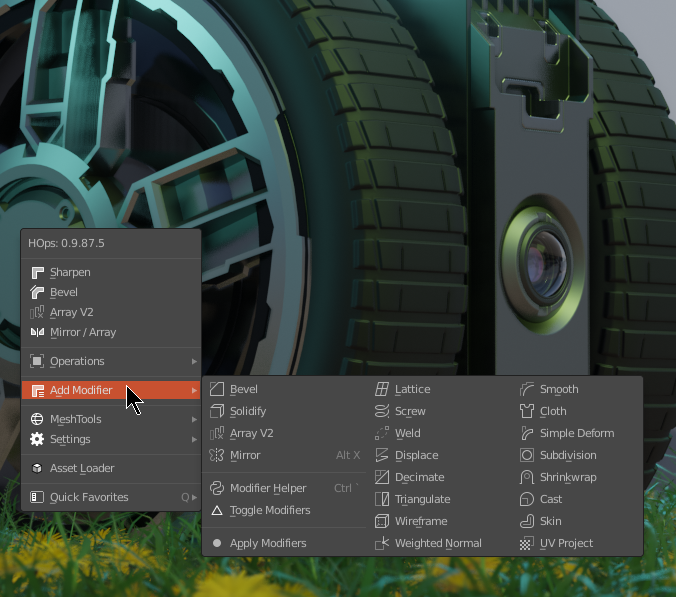 HOps: 0.9.87.5
Sharpen
Bevel
Array V2
Mirror / Array
Operations
Add Modifier
MeshTools
Settings
Asset Loader
Quick Favorites Q
Bevel
Solidify
Array V2
Mirror Alt X
Modifier Helper Ctrl `
Toggle Modifiers
Apply Modifiers
Lattice
Screw
Weld
Displace
Decimate
Triangulate
Wireframe
Weighted Normal
Smooth
Cloth
Simple Deform
Subdivision
Shrinkwrap
Cast
Skin
UV Project